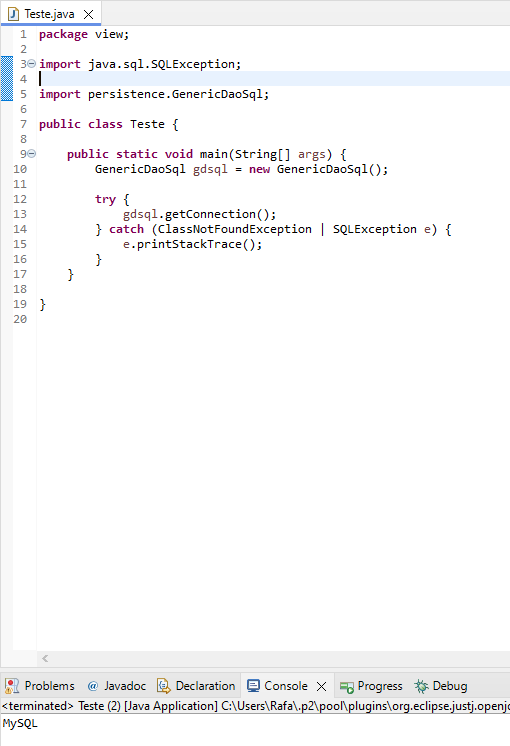 Teste.java
1 package view;
2
3 import java.sql.SQLException;
4
5 import persistence.GenericDaoSql;
6
7 public class Teste {
8
9     public static void main(String[] args) {
10         GenericDaoSql gdsql = new GenericDaoSql();
11
12         try {
13             gdsql.getConnection();
14         } catch (ClassNotFoundException | SQLException e) {
15             e.printStackTrace();
16         }
17     }
18
19 }
20
Problems @ Javadoc Declaration Console Progress Debug
<terminated> Teste (2) [Java Application] C:\Users\Rafa\.p2\pool\plugins\org.eclipse.justj.openj
MySQL